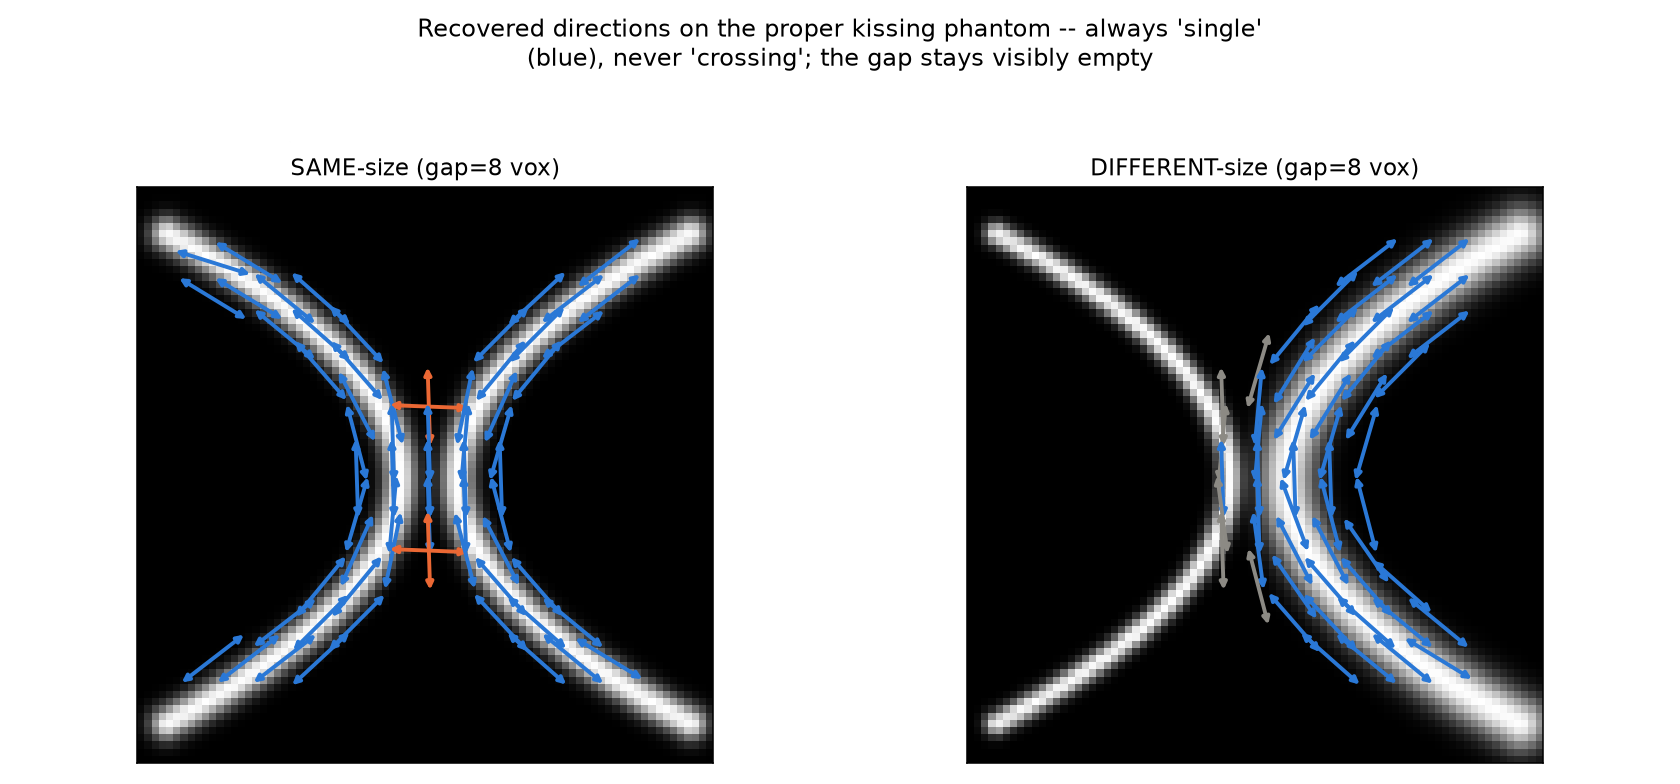 Recovered directions on the proper kissing phantom -- always 'single'
(blue), never 'crossing'; the gap stays visibly empty
SAME-size (gap=8 vox)
DIFFERENT-size (gap=8 vox)